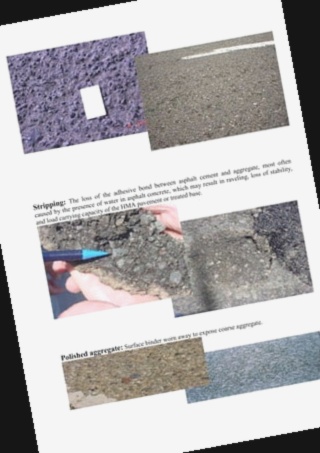 Stripping: The loss of the adhesive bond between asphalt cement and aggregate, most often
caused by the presence of water in asphalt concrete, which may result in raveling, loss of stability,
and load carrying capacity of the HMA pavement or treated base.
Polished aggregate: Surface binder worn away to expose coarse aggregate.